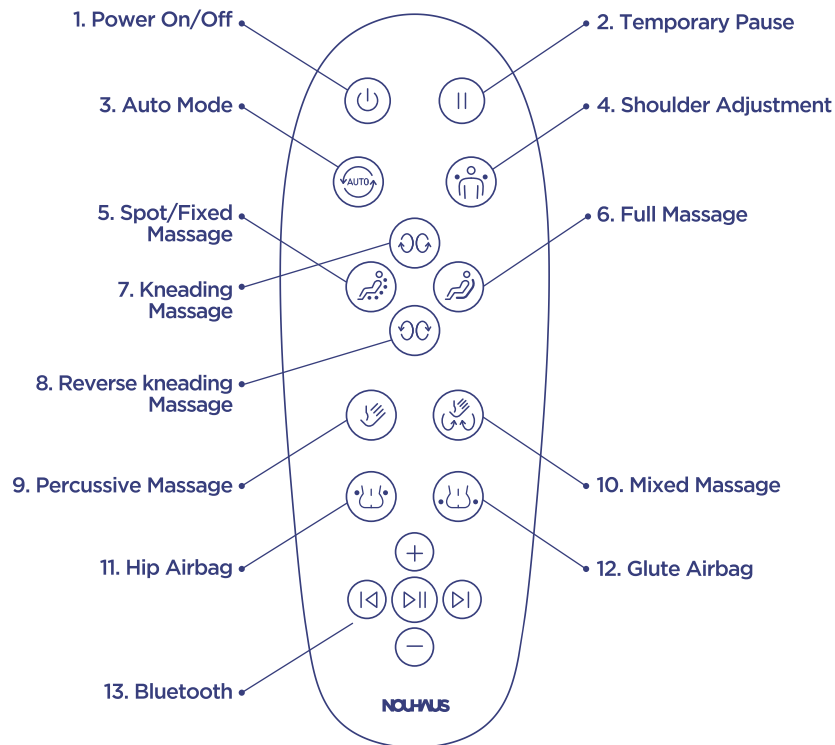 1. Power On/Off
2. Temporary Pause
3. Auto Mode
4. Shoulder Adjustment
AUTO
5. Spot/Fixed
Massage
6. Full Massage
7. Kneading
Massage
8. Reverse kneading
Massage
9. Percussive Massage
10. Mixed Massage
11. Hip Airbag
12. Glute Airbag
13. Bluetooth
NOUHAUS